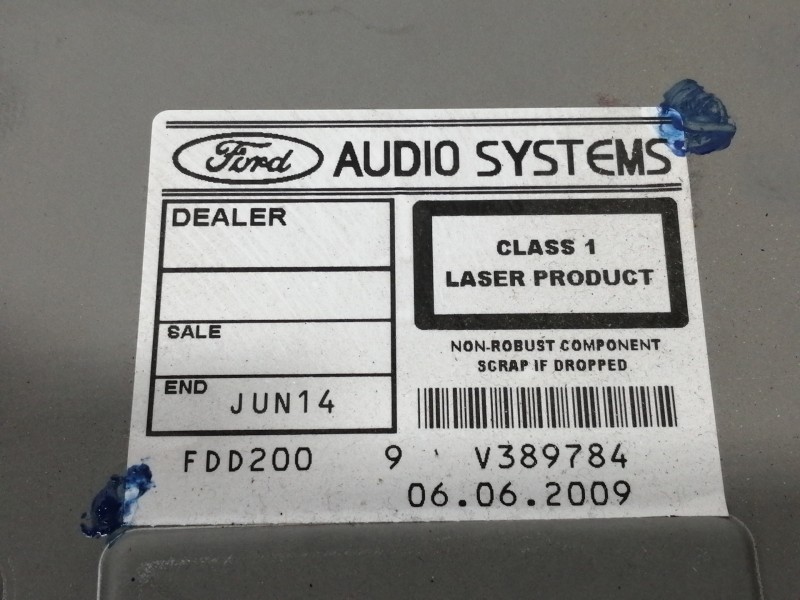 Ford AUDIO SYSTEMS
DEALER
SALE
END JUN14
CLASS 1
LASER PRODUCT
NON-ROBUST COMPONENT
SCRAP IF DROPPED
FDD200 9 V389784
06.06.2009